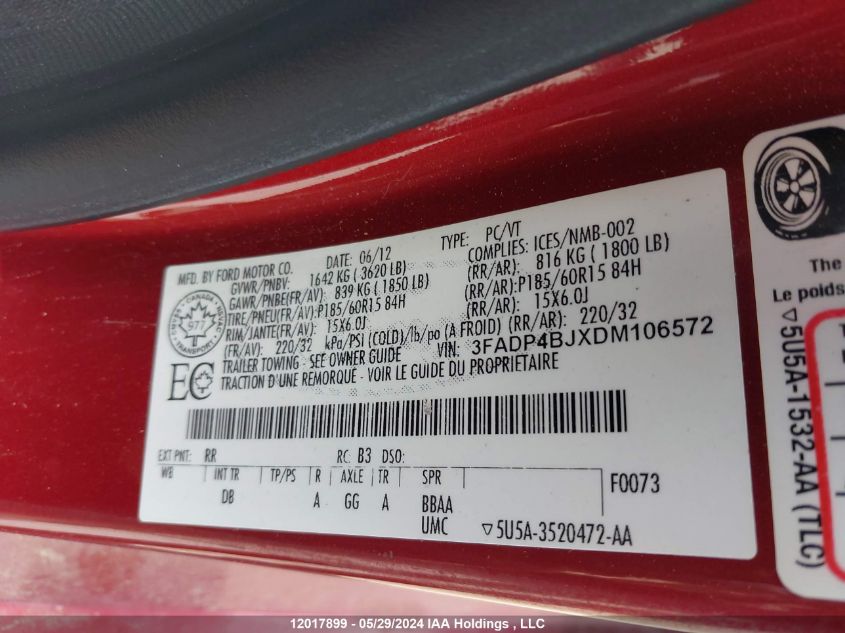 MFD. BY FORD MOTOR CO.
DATE: 06/12
TYPE: PC/VT
GVWR/PNBV: 1642 KG ( 3620 LB)
COMPLIES: ICES/NMB-002
GAWR/PNBE(FR/AV): 839 KG ( 1850 LB)
(RR/AR): 816 KG ( 1800 LB)
TIRE/PNEU(FR/AV):P185/60R15 84H
(RR/AR):P185/60R15 84H
RIM/JANTE(FR/AV): 15X6.0J
(RR/AR): 15X6.0J
(FR/AV): 220/32 kPa/PSI (COLD)/lb/po (A FROID) (RR/AR): 220/32
TRAILER TOWING - SEE OWNER GUIDE
VIN: 3FADP4BJXDM106572
TRACTION D'UNE REMORQUE - VOIR LE GUIDE DU PROPRIETAIRE
CANADA
977
EC
EXT PNT: RR RC: B3 DSO:
WB INT TR TP/PS R AXLE TR SPR
F0073
DB A GG A BBAA
UMC
▽5U5A-3520472-AA
The
Le poids
▽5U5A-1532-AA (TLC)
12017899 - 05/29/2024 IAA Holdings , LLC